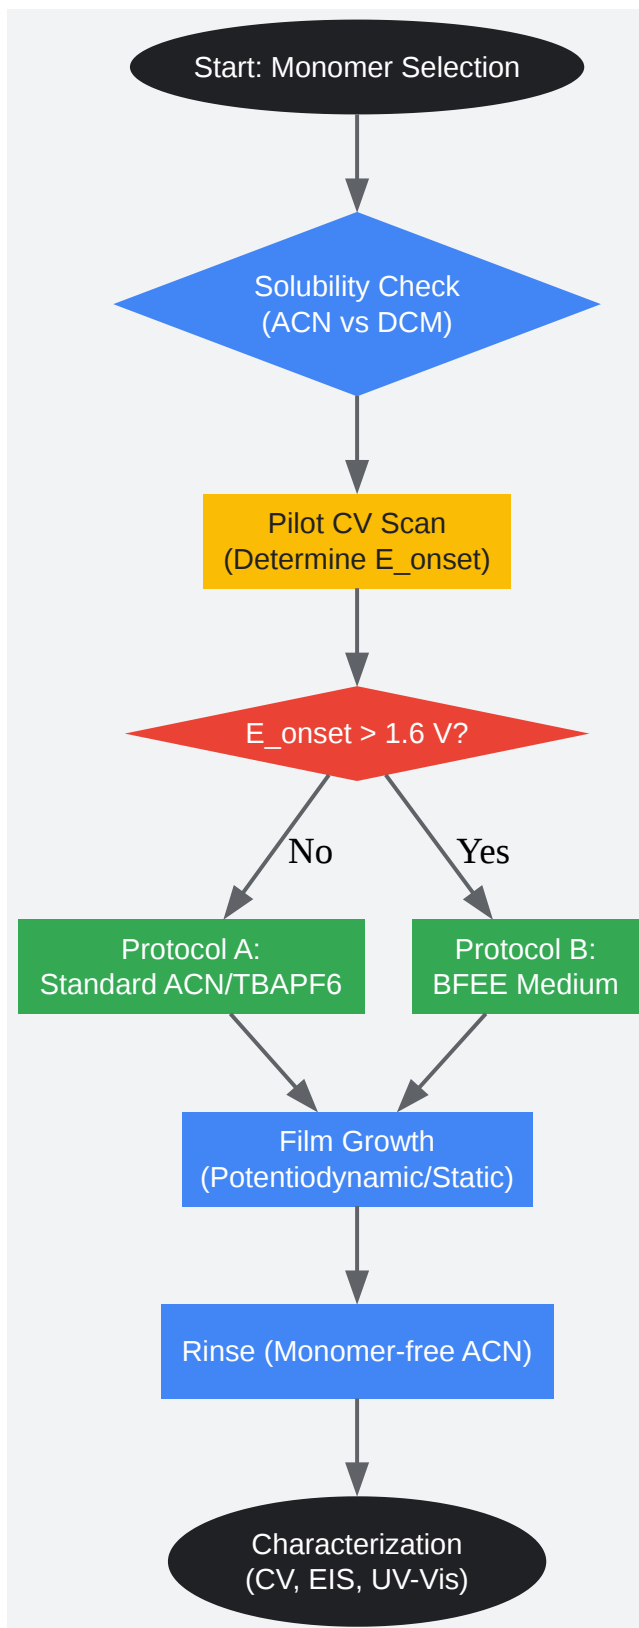 Start: Monomer Selection
Solubility Check
(ACN vs DCM)
Pilot CV Scan
(Determine E_onset)
E_onset > 1.6 V?
No
Yes
Protocol A:
Standard ACN/TBAPF6
Protocol B:
BFEE Medium
Film Growth
(Potentiodynamic/Static)
Rinse (Monomer-free ACN)
Characterization
(CV, EIS, UV-Vis)